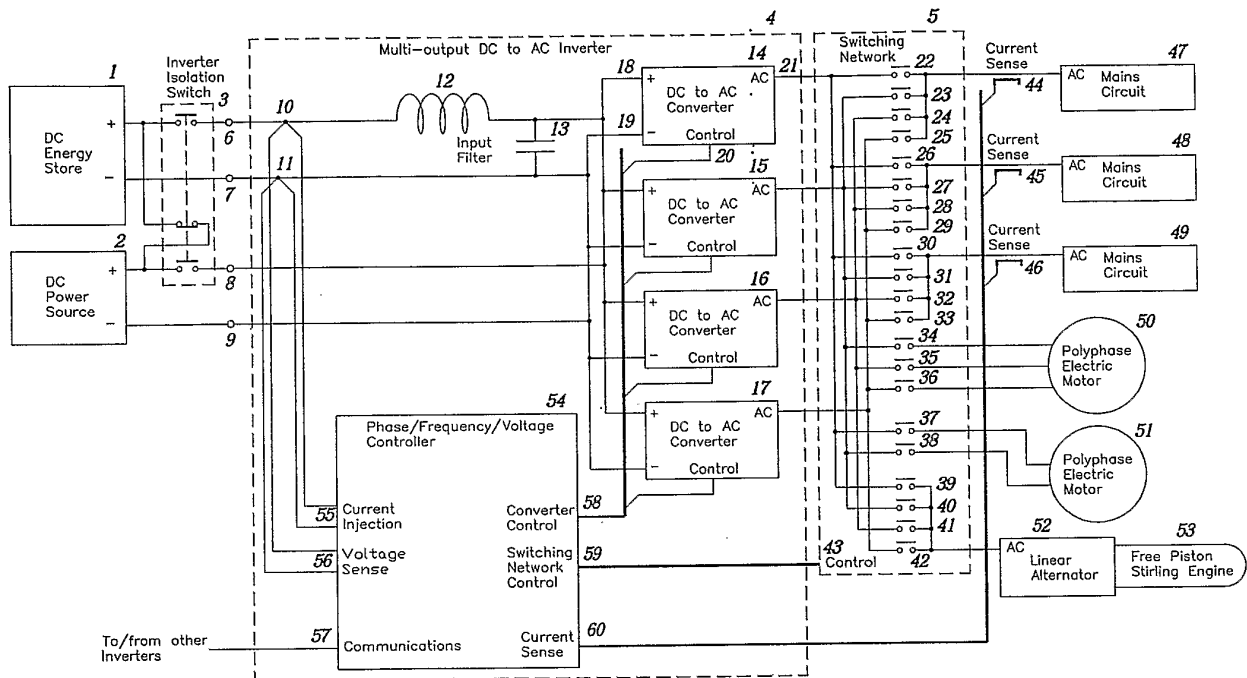 4
5
Multi-output DC to AC Inverter
Switching
Network
Inverter
Isolation
Switch
1
3
DC
Energy
Store
+
−
6
7
10
11
12
Input
Filter
13
18
19
14
+
AC
DC to AC
Converter
−
Control
20
21
15
+
AC
DC to AC
Converter
−
Control
16
+
AC
DC to AC
Converter
−
Control
17
+
AC
DC to AC
Converter
−
Control
2
DC
Power
Source
+
−
8
9
54
Phase/Frequency/Voltage
Controller
55
Current
Injection
56
Voltage
Sense
57
Communications
To/from other
Inverters
Converter
Control
58
Switching
Network
Control
59
Current
Sense
60
22
23
24
25
26
27
28
29
30
31
32
33
34
35
36
37
38
39
40
41
42
43
Control
Current
Sense
44
Current
Sense
45
Current
Sense
46
47
AC
Mains
Circuit
48
AC
Mains
Circuit
49
AC
Mains
Circuit
50
Polyphase
Electric
Motor
51
Polyphase
Electric
Motor
52
AC
Linear
Alternator
53
Free Piston
Stirling Engine